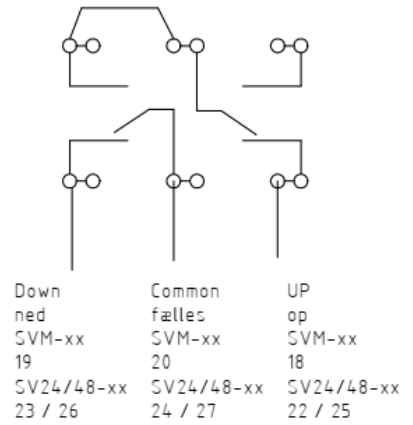 Down Common UP
ned fælles op
SVM-xx SVM-xx SVM-xx
19 20 18
SV24/48-xx SV24/48-xx SV24/48-xx
23 / 26 24 / 27 22 / 25